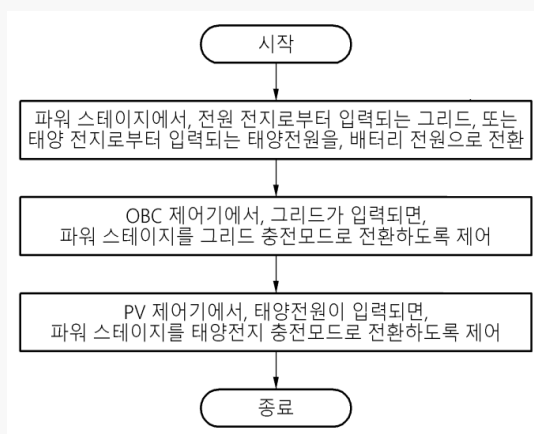 시작
파워 스테이지에서, 전원 전지로부터 입력되는 그리드, 또는
태양 전지로부터 입력되는 태양전원을, 배터리 전원으로 전환
OBC 제어기에서, 그리드가 입력되면,
파워 스테이지를 그리드 충전모드로 전환하도록 제어
PV 제어기에서, 태양전원이 입력되면,
파워 스테이지를 태양전지 충전모드로 전환하도록 제어
종료